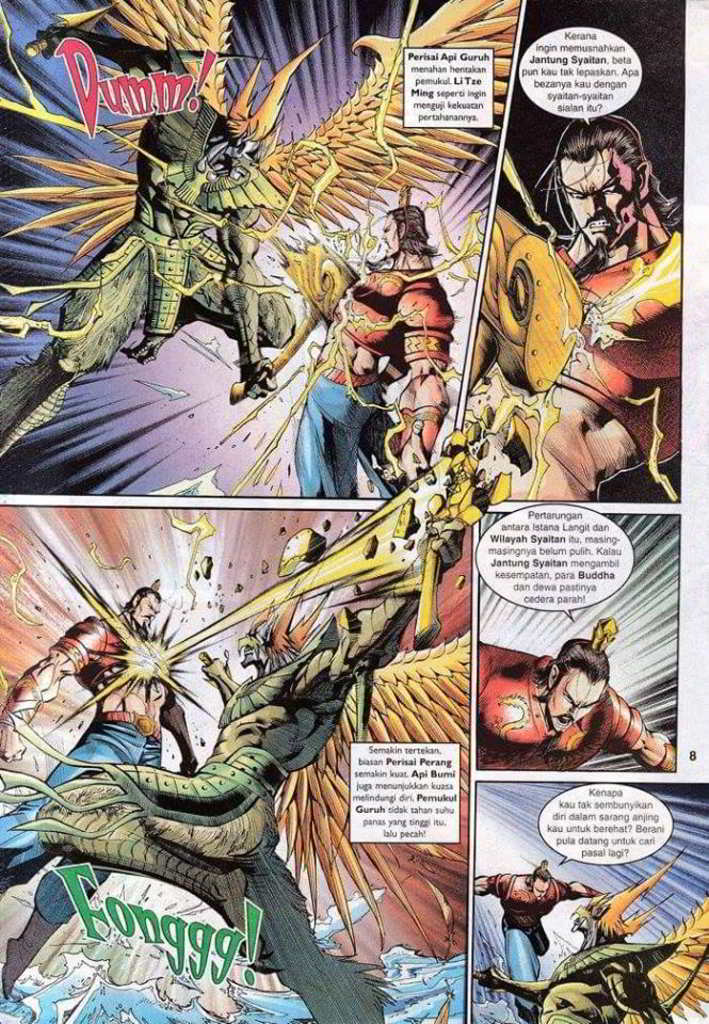 Dumm!
Perisai Api Guruh
menahan hentakan
pemukul. Li Tze
Ming seperti ingin
menguji kekuatan
pertahanannya.
Kerana
ingin memusnahkan
Jantung Syaitan, beta
pun kau tak lepaskan. Apa
bezanya kau dengan
syaitan-syaitan
sialan itu?
Semakin tertekan,
biasan Perisai Perang
semakin kuat. Api Bumi
juga menunjukkan kuasa
melindungi diri. Pemukul
Guruh tidak tahan suhu
panas yang tinggi itu,
lalu pecah!
Fonggg!
Pertarungan
antara Istana Langit dan
Wilayah Syaitan itu, masing-
masingnya belum pulih. Kalau
Jantung Syaitan mengambil
kesempatan, para Buddha
dan dewa pastinya
cedera parah!
8
Kenapa
kau tak sembunyikan
diri dalam sarang anjing
kau untuk berehat? Berani
pula datang untuk cari
pasal lagi?